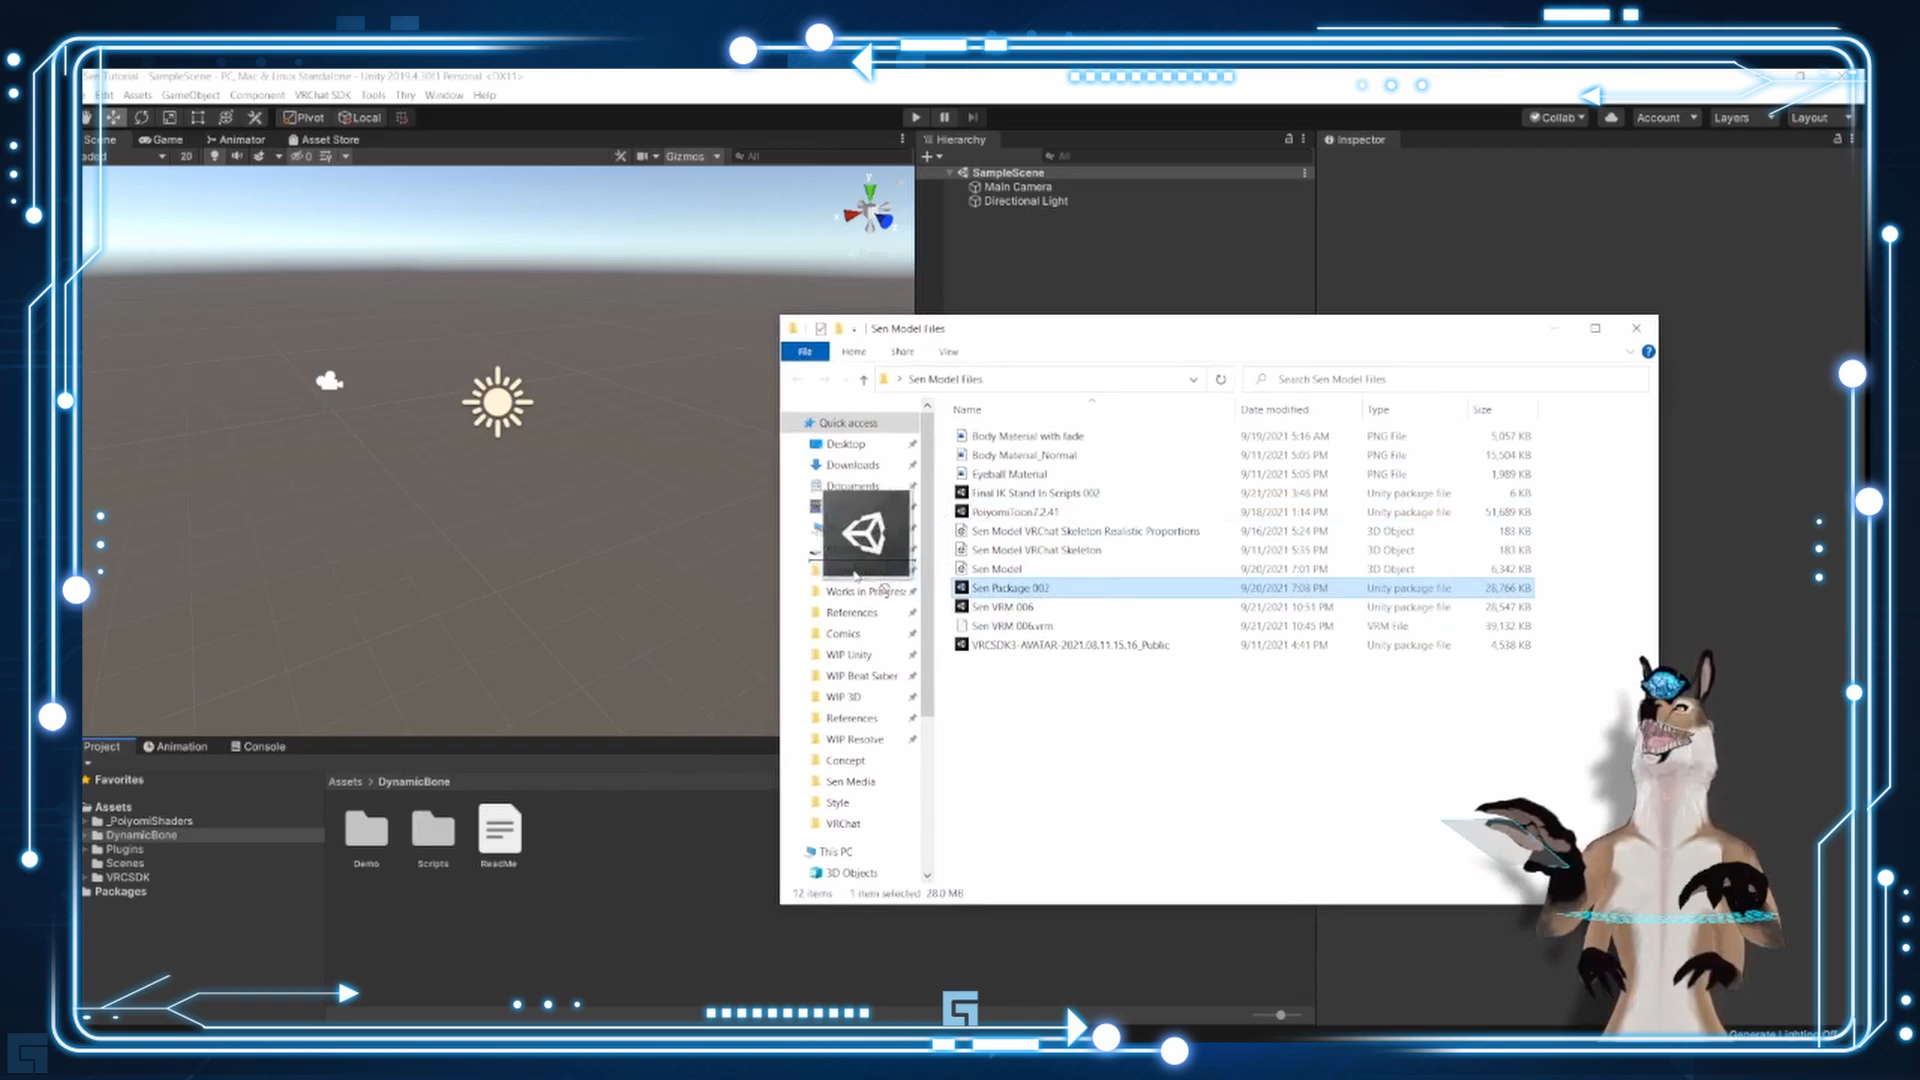 Sen Tutorial - SampleScene - PC, Mac & Linux Standalone - Unity 2019.4.30f1 Personal <DX11>
Edit Assets GameObject Component VRChat SDK Tools Thry Window Help
Pivot Local Collab Account Layers Layout
Scene Game Animator Asset Store Hierarchy Inspector
2D 0 Gizmos All All
SampleScene
Main Camera
Directional Light
y
x
Sen Model Files
File Home Share View
Sen Model Files Search Sen Model Files
Name Date modified Type Size
Quick access
Desktop
Downloads
Documents
Works in Progress
References
Comics
WIP Unity
WIP Beat Saber
WIP 3D
References
WIP Resolve
Concept
Sen Media
Style
VRChat
This PC
3D Objects
Body Material with fade 9/19/2021 5:16 AM PNG File 5,057 KB
Body Material_Normal 9/11/2021 5:05 PM PNG File 15,504 KB
Eyeball Material 9/11/2021 5:05 PM PNG File 1,989 KB
Final IK Stand In Scripts 002 9/21/2021 3:48 PM Unity package file 6 KB
PoiyomiToon7.2.41 9/18/2021 1:14 PM Unity package file 51,689 KB
Sen Model VRChat Skeleton Realistic Proportions 9/16/2021 5:24 PM 3D Object 183 KB
Sen Model VRChat Skeleton 9/11/2021 5:35 PM 3D Object 183 KB
Sen Model 9/20/2021 7:01 PM 3D Object 6,342 KB
Sen Package 002 9/20/2021 7:08 PM Unity package file 28,766 KB
Sen VRM 006 9/21/2021 10:51 PM Unity package file 28,547 KB
Sen VRM 006.vrm 9/21/2021 10:45 PM VRM File 39,132 KB
VRCSDK3-AVATAR-2021.08.11.15.16_Public 9/11/2021 4:41 PM Unity package file 4,538 KB
12 items 1 item selected 28.0 MB
Project Animation Console
Favorites
Assets
_PoiyomiShaders
DynamicBone
Plugins
Scenes
VRCSDK
Packages
Assets > DynamicBone
Demo Scripts ReadMe
Generate Lighting Off